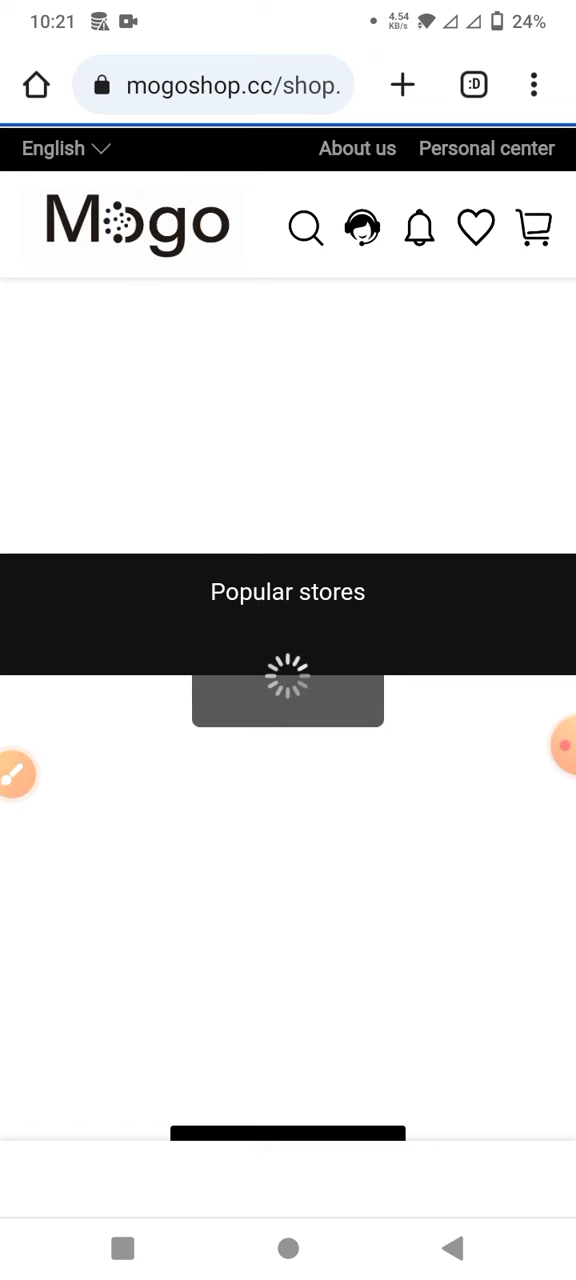 10:21
4.54
KB/s
24%
mogoshop.cc/shop.
:D
English
About us Personal center
Mogo
Popular stores